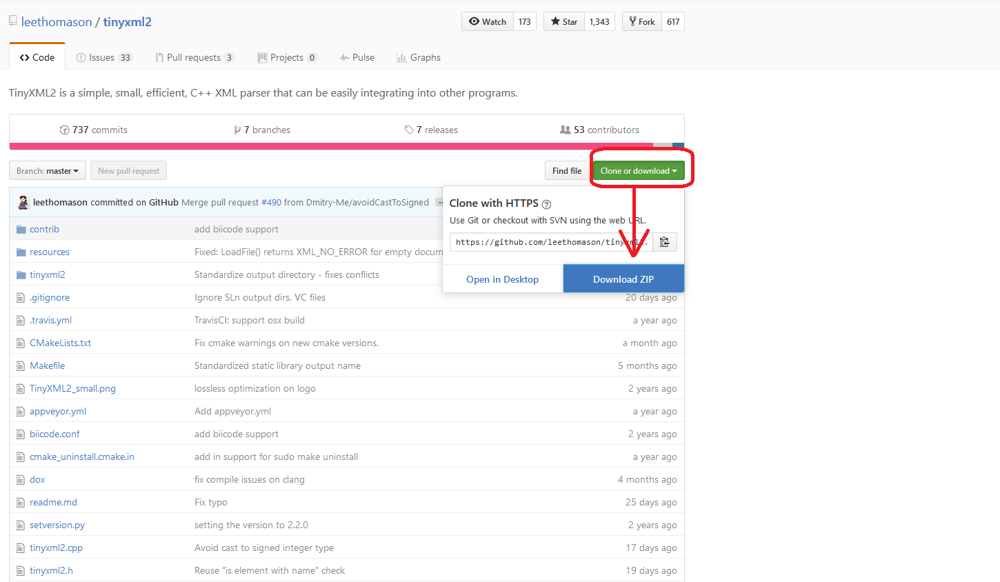 leethomason / tinyxml2
Watch 173 Star 1,343 Fork 617
Code Issues 33 Pull requests 3 Projects 0 Pulse Graphs
TinyXML2 is a simple, small, efficient, C++ XML parser that can be easily integrating into other programs.
737 commits 7 branches 7 releases 53 contributors
Branch: master New pull request Find file Clone or download
leethomason committed on GitHub Merge pull request #490 from Dmitry-Me/avoidCastToSigned ...
Clone with HTTPS ?
Use Git or checkout with SVN using the web URL.
https://github.com/leethomason/tinyxml2.
Open in Desktop Download ZIP
contrib add biicode support
resources Fixed: LoadFile() returns XML_NO_ERROR for empty docum
tinyxml2 Standardize output directory - fixes conflicts
.gitignore Ignore SLn output dirs, VC files 20 days ago
.travis.yml TravisCI: support osx build a year ago
CMakeLists.txt Fix cmake warnings on new cmake versions. a month ago
Makefile Standardized static library output name 5 months ago
TinyXML2_small.png lossless optimization on logo 2 years ago
appveyor.yml Add appveyor.yml a year ago
biicode.conf add biicode support 2 years ago
cmake_uninstall.cmake.in add in support for sudo make uninstall a year ago
dox fix compile issues on clang 4 months ago
readme.md Fix typo 25 days ago
setversion.py setting the version to 2.2.0 2 years ago
tinyxml2.cpp Avoid cast to signed integer type 17 days ago
tinyxml2.h Reuse "is element with name" check 19 days ago